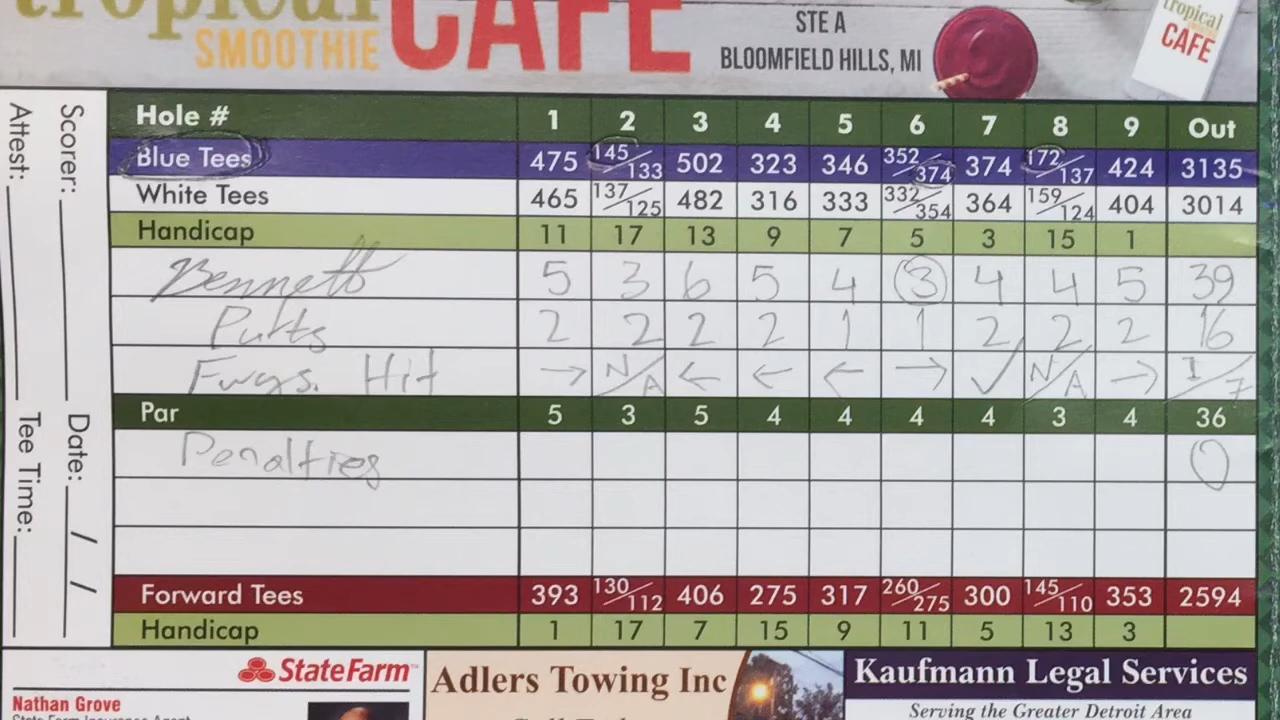 tropical
SMOOTHIE CAFE
STE A
BLOOMFIELD HILLS, MI
tropical
CAFE
Attest: Tee Time:
Scorer: Date: / /
Hole # 1 2 3 4 5 6 7 8 9 Out
Blue Tees 475 145/133 502 323 346 352/374 374 172/137 424 3135
White Tees 465 137/125 482 316 333 332/354 364 159/124 404 3014
Handicap 11 17 13 9 7 5 3 15 1
Bennett 5 3 6 5 4 3 4 4 5 39
Putts 2 2 2 2 1 1 2 2 2 16
Fwys. Hit → N/A ← ← ← → ✓ N/A → 1/7
Par 5 3 5 4 4 4 4 3 4 36
Penalties 0
Forward Tees 393 130/112 406 275 317 260/275 300 145/110 353 2594
Handicap 1 17 7 15 9 11 5 13 3
StateFarm
Nathan Grove
State Farm Insurance Agent
Adlers Towing Inc
Kaufmann Legal Services
Serving the Greater Detroit Area